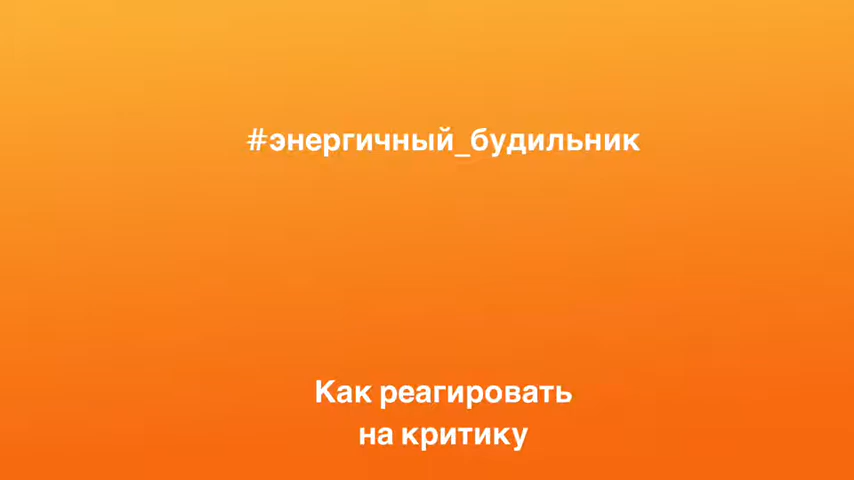 #энергичный_будильник
Как реагировать
на критику